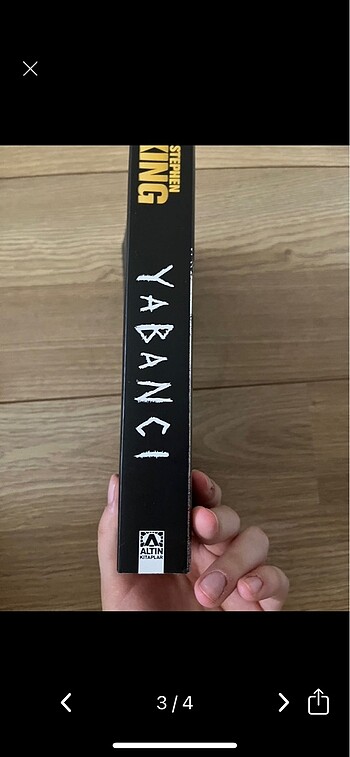 STEPHEN
KING
YABANCI
ALTIN
KİTAPLAR
3 / 4